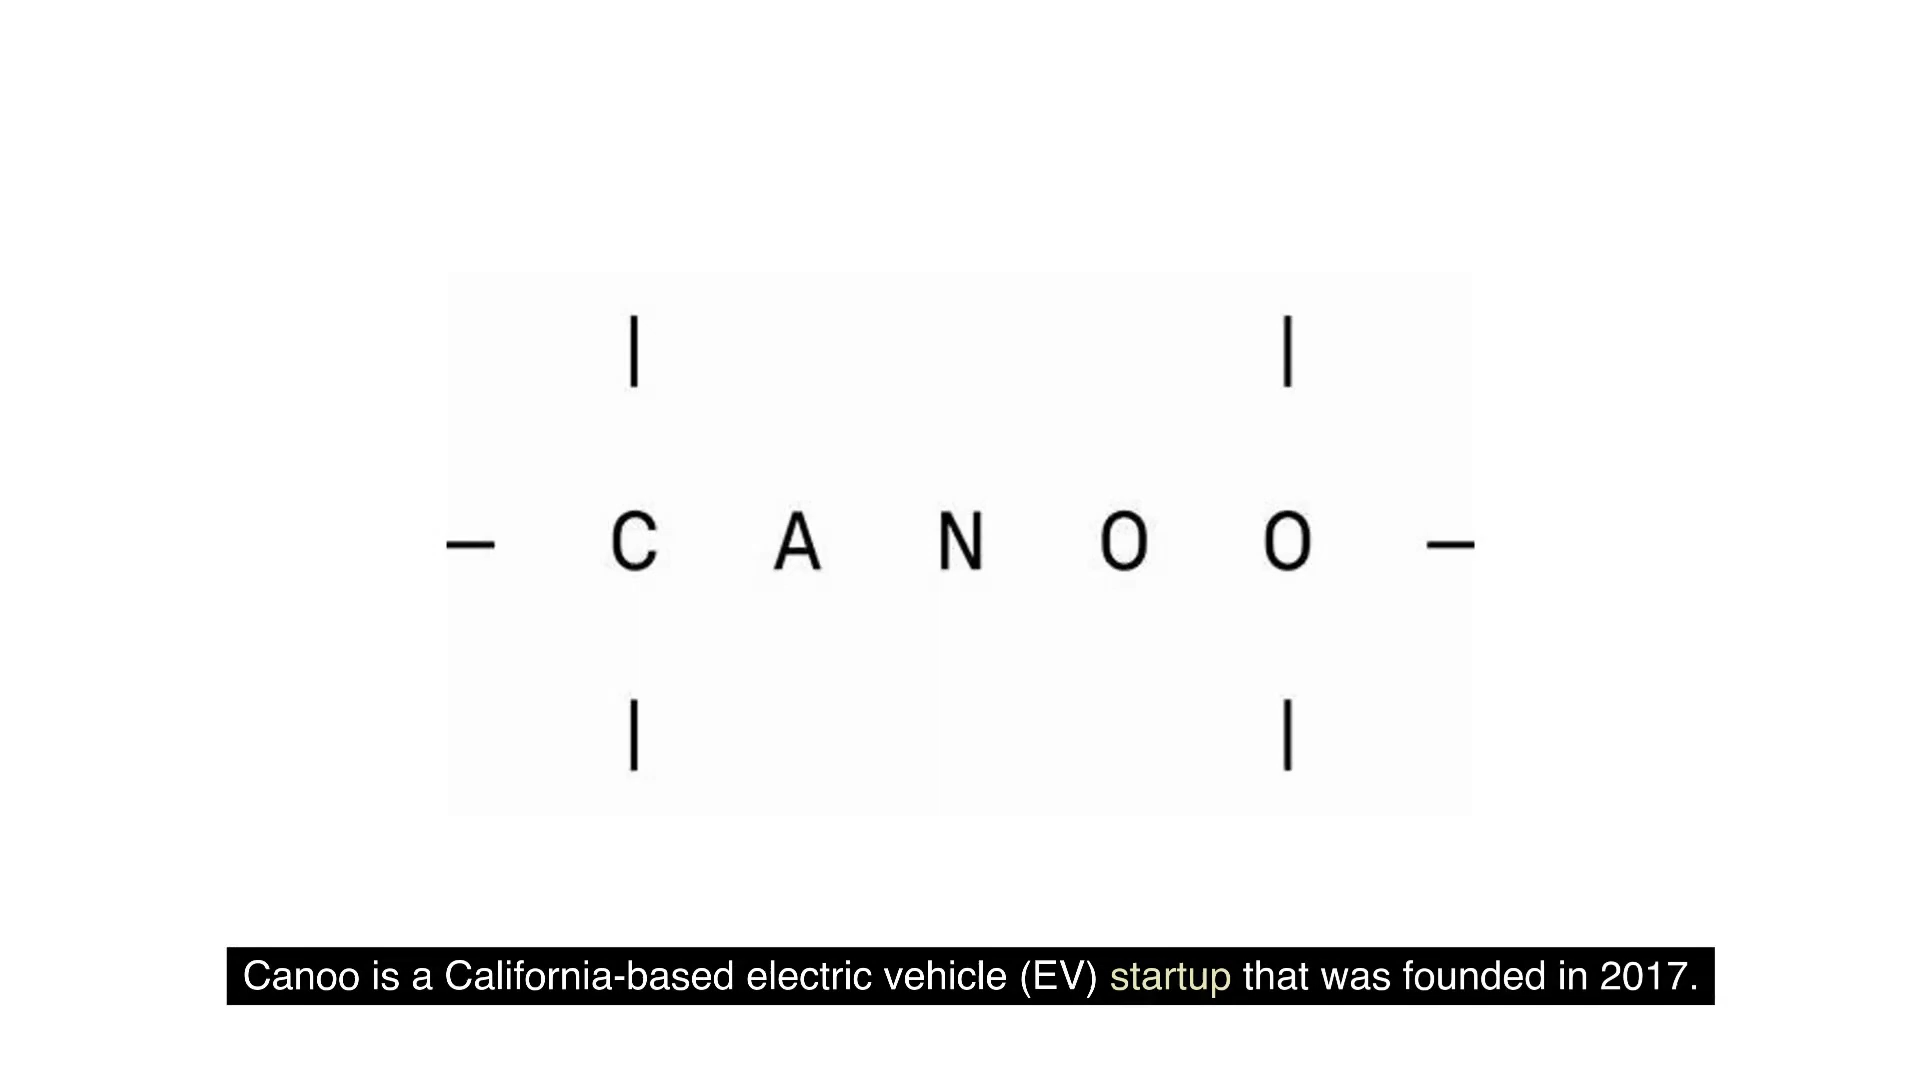 | |
— C A N O O —
| |
Canoo is a California-based electric vehicle (EV) startup that was founded in 2017.